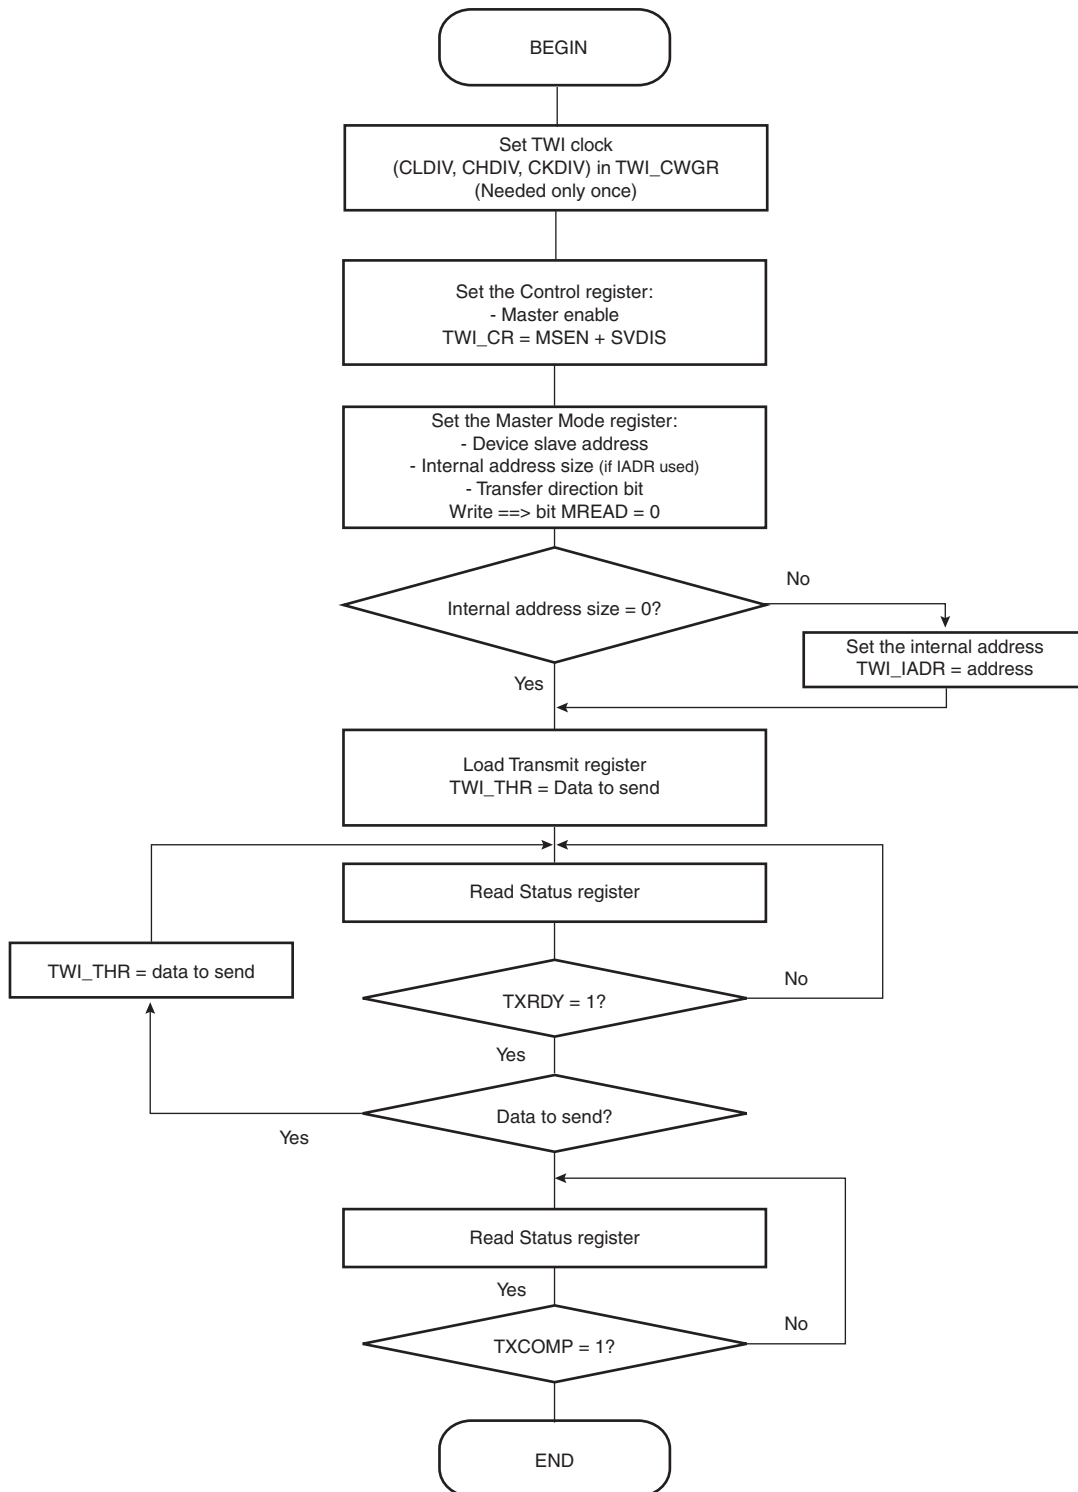 BEGIN
Set TWI clock
(CLDIV, CHDIV, CKDIV) in TWI_CWGR
(Needed only once)
Set the Control register:
- Master enable
TWI_CR = MSEN + SVDIS
Set the Master Mode register:
- Device slave address
- Internal address size (if IADR used)
- Transfer direction bit
Write ==> bit MREAD = 0
No
Internal address size = 0?
Set the internal address
TWI_IADR = address
Yes
Load Transmit register
TWI_THR = Data to send
Read Status register
TWI_THR = data to send
No
TXRDY = 1?
Yes
Data to send?
Yes
Read Status register
Yes
No
TXCOMP = 1?
END